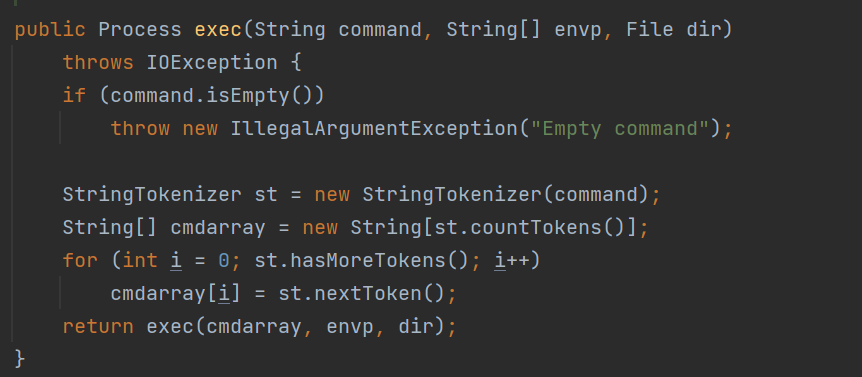 public Process exec(String command, String[] envp, File dir)
    throws IOException {
    if (command.isEmpty())
        throw new IllegalArgumentException("Empty command");
    StringTokenizer st = new StringTokenizer(command);
    String[] cmdarray = new String[st.countTokens()];
    for (int i = 0; st.hasMoreTokens(); i++)
        cmdarray[i] = st.nextToken();
    return exec(cmdarray, envp, dir);
}